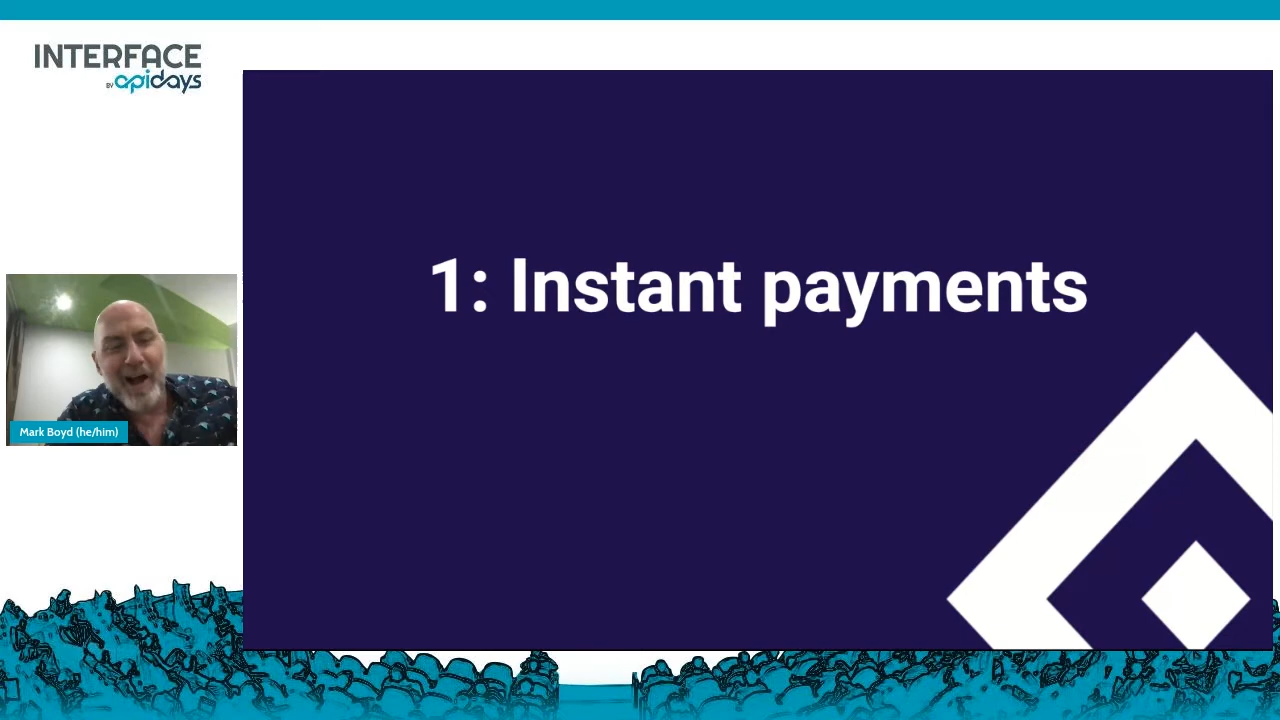 INTERFACE
BY apidays
1: Instant payments
Mark Boyd (he/him)